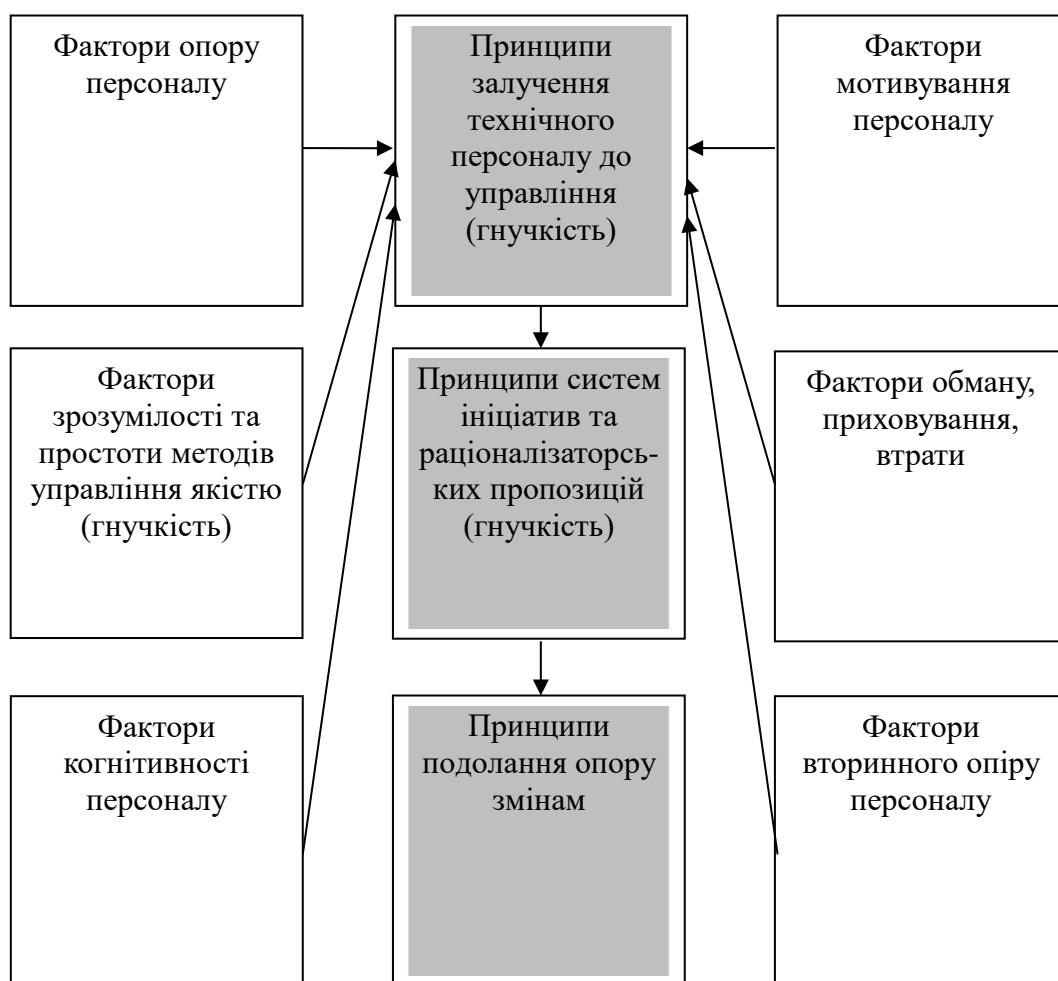 Фактори опору
персоналу
Принципи
залучення
технічного
персоналу до
управління
(гнучкість)
Фактори
мотивування
персоналу
Фактори
зрозумілості та
простоти методів
управління якістю
(гнучкість)
Принципи систем
ініціатив та
раціоналізаторсь-
ких пропозицій
(гнучкість)
Фактори обману,
приховування,
втрати
Фактори
когнітивності
персоналу
Принципи
подолання опору
змінам
Фактори
вторинного опіру
персоналу